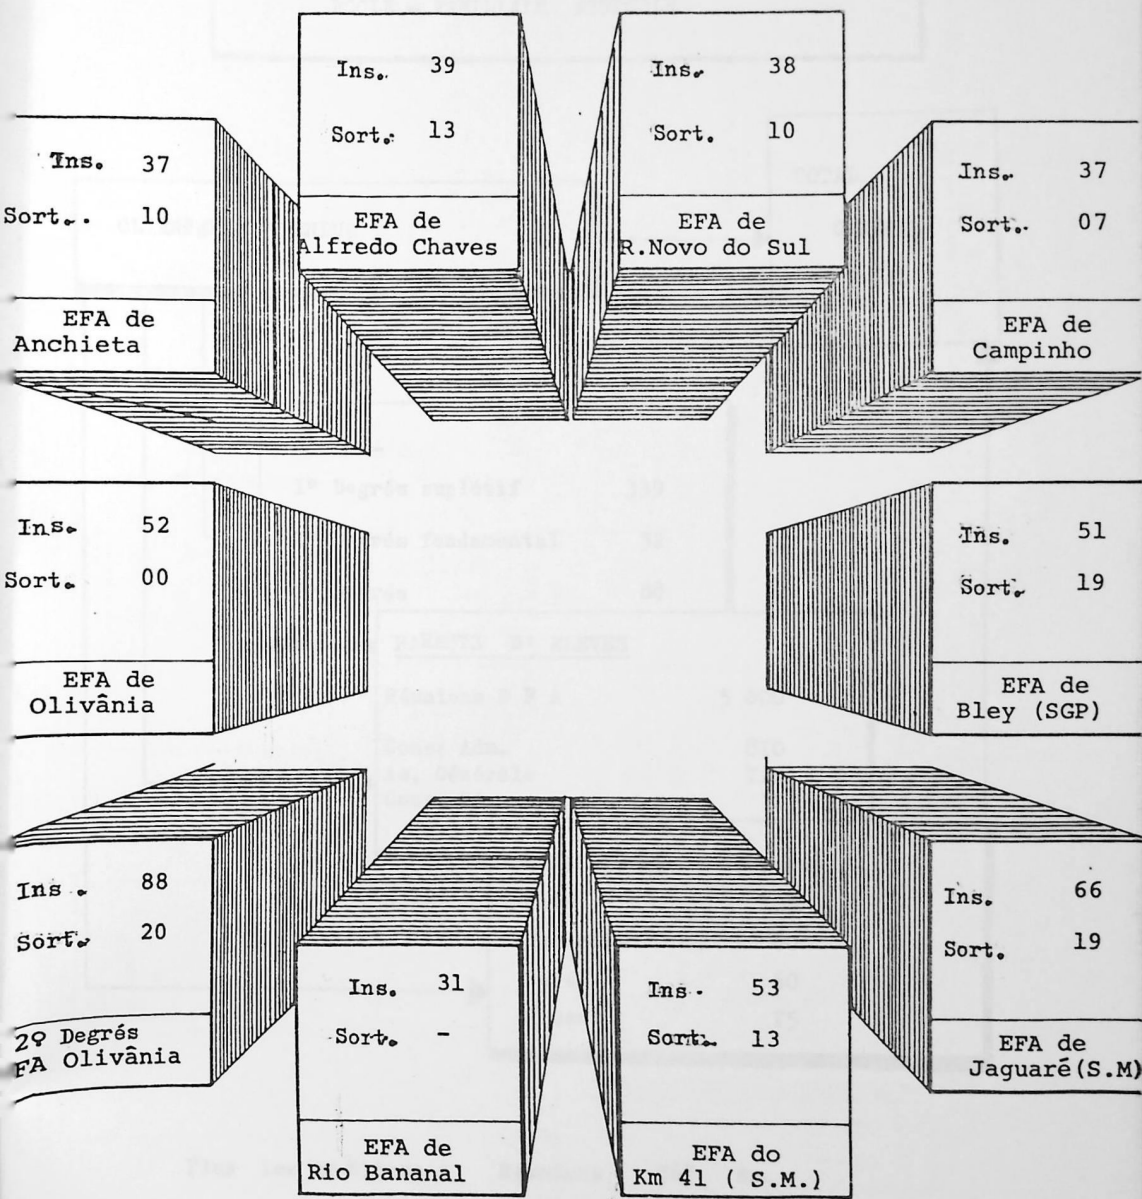 Ins. 39
Sort. 13
EFA de
Alfredo Chaves
Ins. 38
Sort. 10
EFA de
R.Novo do Sul
Ins. 37
Sort. 10
EFA de
Anchieta
Ins. 37
Sort. 07
EFA de
Campinho
1º Degrés
339
fondamental 52
Ins. 52
Sort. 00
EFA de
Olivânia
Ins. 51
Sort. 19
EFA de
Bley (SGP)
Ins. 88
Sort. 20
2º Degrés
FA Olivânia
Ins. 31
Sort. -
EFA de
Rio Bananal
Ins. 53
Sort. 13
EFA do
Km 41 ( S.M.)
Ins. 66
Sort. 19
EFA de
Jaguaré(S.M)